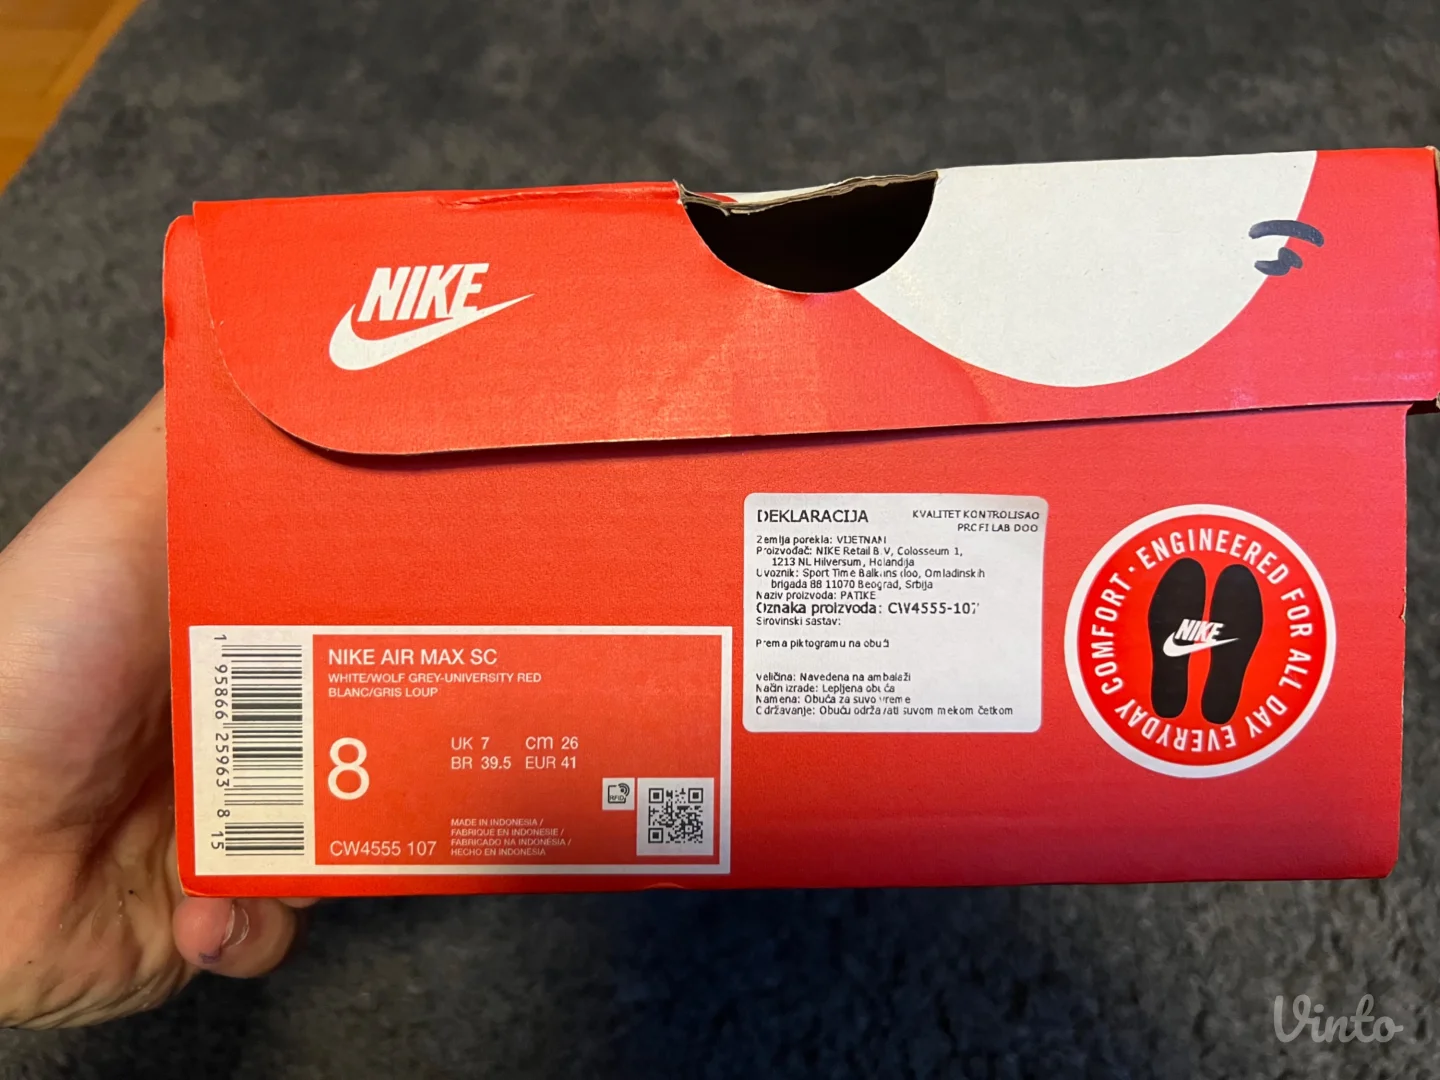 NIKE
DEKLARACIJA
KVALITET KONTROLISAO
PROFI LAB DOO
Zemlja porekla: VIJETNAM
Proizvođač: NIKE Retail B.V, Colosseum 1,
1213 NL Hilversum, Holandija
Uvoznik: Sport Time Balkans doo, Omladinskih
brigada 88 11070 Beograd, Srbija
Naziv proizvoda: PATIKE
Oznaka proizvoda: CW4555-107
Sirovinski sastav:
Prema piktogramu na obući
Veličina: Navedena na ambalaži
Način izrade: Lepljena obuća
Namena: Obuća za suvo vreme
Održavanje: Obuću održavati suvom mekom četkom
COMFORT · ENGINEERED FOR ALL DAY EVERYDAY
NIKE
1 95866 25963 8 15
NIKE AIR MAX SC
WHITE/WOLF GREY-UNIVERSITY RED
BLANC/GRIS LOUP
8
UK 7 cm 26
BR 39.5 EUR 41
RFID
CW4555 107
MADE IN INDONESIA /
FABRIQUE EN INDONESIE /
FABRICADO NA INDONÉSIA /
HECHO EN INDONESIA
Vinto